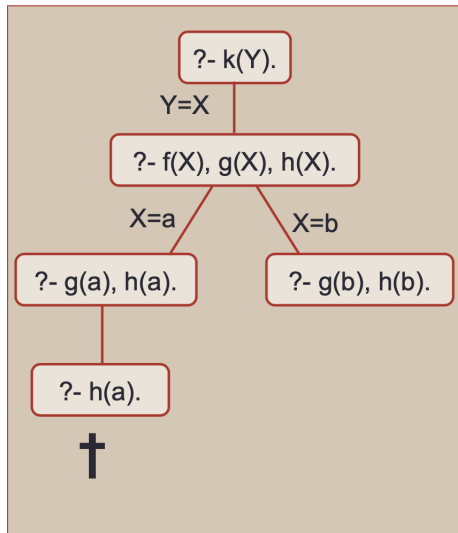 ?- k(Y).
Y=X
?- f(X), g(X), h(X).
X=a
X=b
?- g(a), h(a).
?- g(b), h(b).
?- h(a).
†